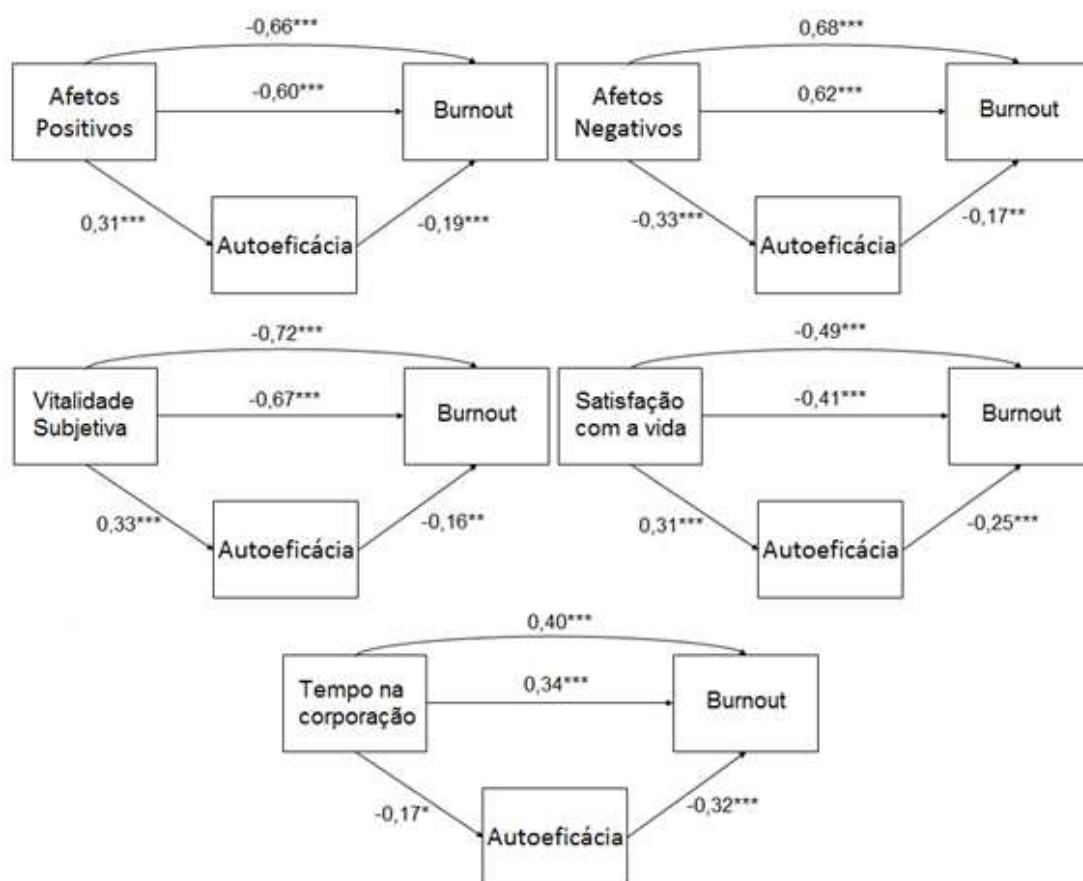 -0,66***
Afetos
Positivos
-0,60***
Burnout
0,31***
Autoeficácia
-0,19***
0,68***
Afetos
Negativos
0,62***
Burnout
-0,33***
Autoeficácia
-0,17**
-0,72***
Vitalidade
Subjetiva
-0,67***
Burnout
0,33***
Autoeficácia
-0,16**
-0,49***
Satisfação
com a vida
-0,41***
Burnout
0,31***
Autoeficácia
-0,25***
0,40***
Tempo na
corporação
0,34***
Burnout
-0,17*
Autoeficácia
-0,32***